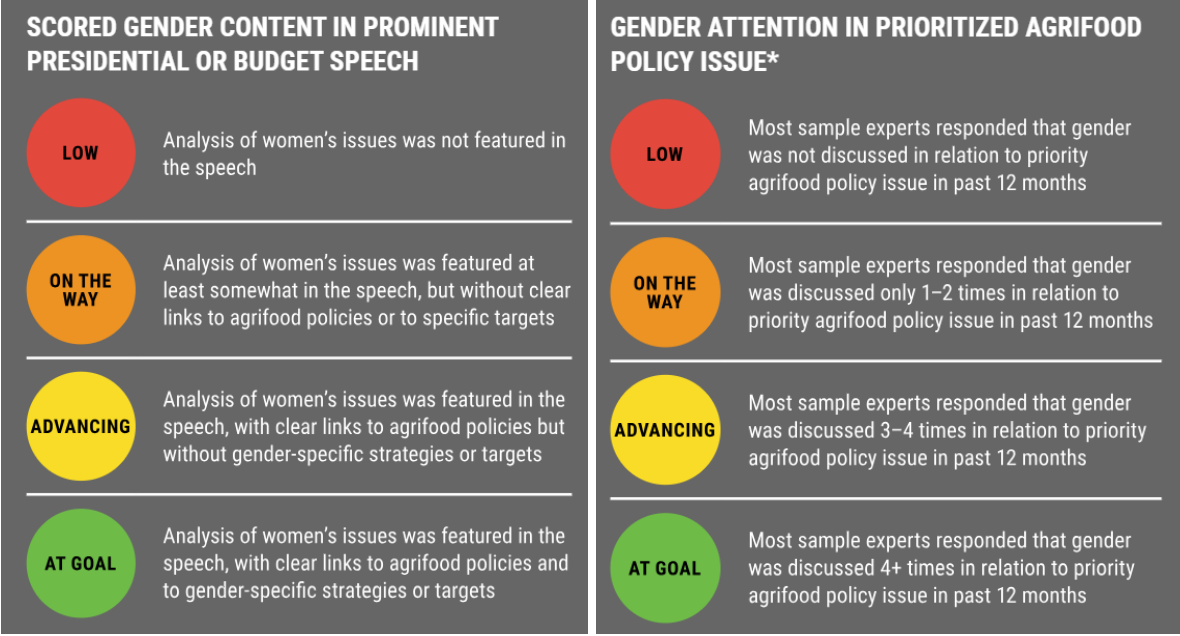 SCORED GENDER CONTENT IN PROMINENT
PRESIDENTIAL OR BUDGET SPEECH
LOW
Analysis of women's issues was not featured in
the speech
ON THE
WAY
Analysis of women's issues was featured at
least somewhat in the speech, but without clear
links to agrifood policies or to specific targets
ADVANCING
Analysis of women's issues was featured in the
speech, with clear links to agrifood policies but
without gender-specific strategies or targets
AT GOAL
Analysis of women's issues was featured in the
speech, with clear links to agrifood policies and
to gender-specific strategies or targets
GENDER ATTENTION IN PRIORITIZED AGRIFOOD
POLICY ISSUE*
LOW
Most sample experts responded that gender
was not discussed in relation to priority
agrifood policy issue in past 12 months
ON THE
WAY
Most sample experts responded that gender
was discussed only 1–2 times in relation to
priority agrifood policy issue in past 12 months
ADVANCING
Most sample experts responded that gender
was discussed 3–4 times in relation to priority
agrifood policy issue in past 12 months
AT GOAL
Most sample experts responded that gender
was discussed 4+ times in relation to priority
agrifood policy issue in past 12 months